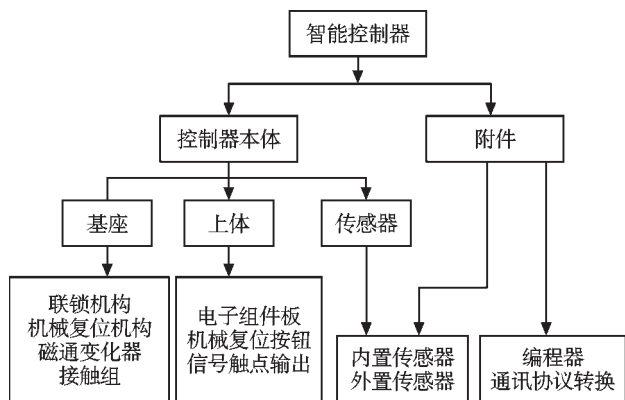 智能控制器
控制器本体
附件
基座
上体
传感器
联锁机构
机械复位机构
磁通变化器
接触组
电子组件板
机械复位按钮
信号触点输出
内置传感器
外置传感器
编程器
通讯协议转换